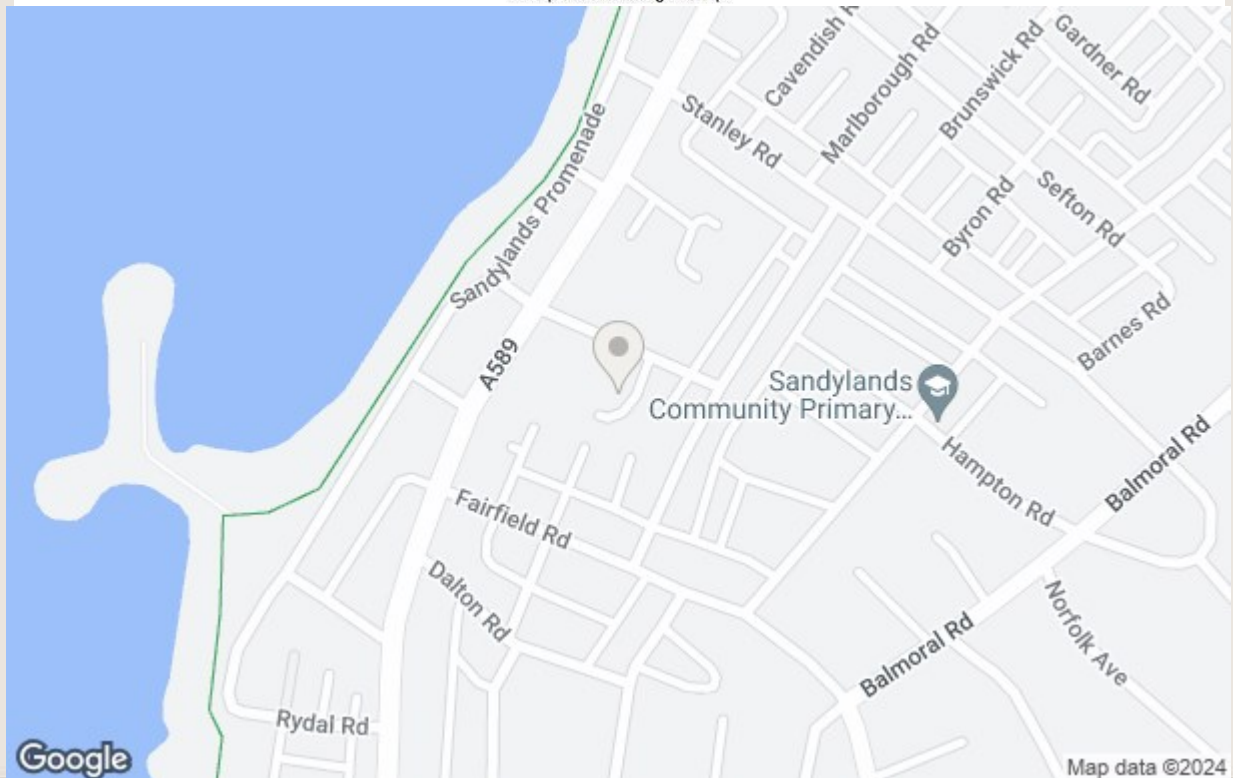 Cavendish
Gardner Rd
Marlborough Rd
Brunswick Rd
Stanley Rd
Sandylands Promenade
Sefton Rd
Byron Rd
Barnes Rd
A589
Sandylands
Community Primary...
Hampton Rd
Balmoral Rd
Fairfield Rd
Dalton Rd
Norfolk Ave
Balmoral Rd
Rydal Rd
Google
Map data ©2024